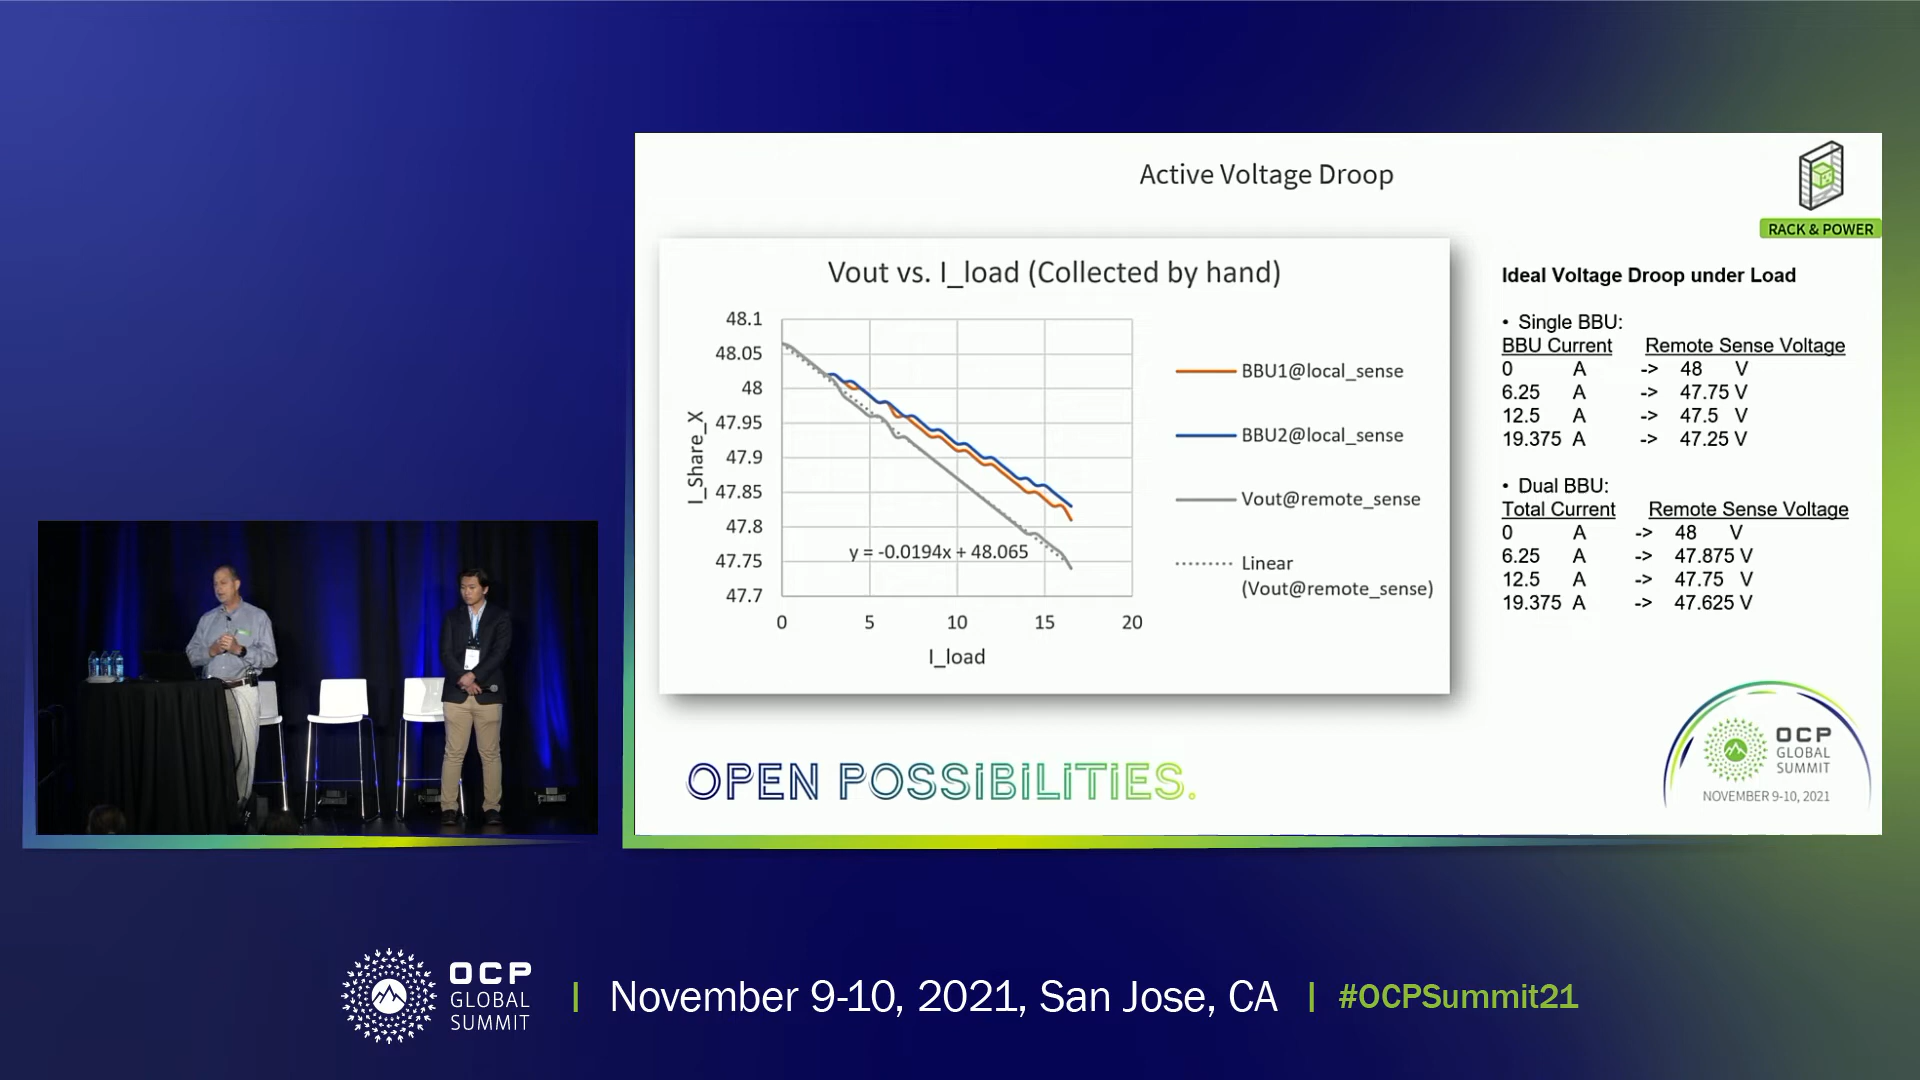 Active Voltage Droop
RACK & POWER
Vout vs. I_load (Collected by hand)
48.1
48.05
48
47.95
47.9
47.85
47.8
47.75
47.7
I_Share_X
0 5 10 15 20
I_load
y = -0.0194x + 48.065
BBU1@local_sense
BBU2@local_sense
Vout@remote_sense
Linear
(Vout@remote_sense)
Ideal Voltage Droop under Load
• Single BBU:
BBU Current Remote Sense Voltage
0 A -> 48 V
6.25 A -> 47.75 V
12.5 A -> 47.5 V
19.375 A -> 47.25 V
• Dual BBU:
Total Current Remote Sense Voltage
0 A -> 48 V
6.25 A -> 47.875 V
12.5 A -> 47.75 V
19.375 A -> 47.625 V
OPEN POSSIBILITIES.
OCP
GLOBAL
SUMMIT
NOVEMBER 9-10, 2021
OCP
GLOBAL
SUMMIT
| November 9-10, 2021, San Jose, CA | #OCPSummit21